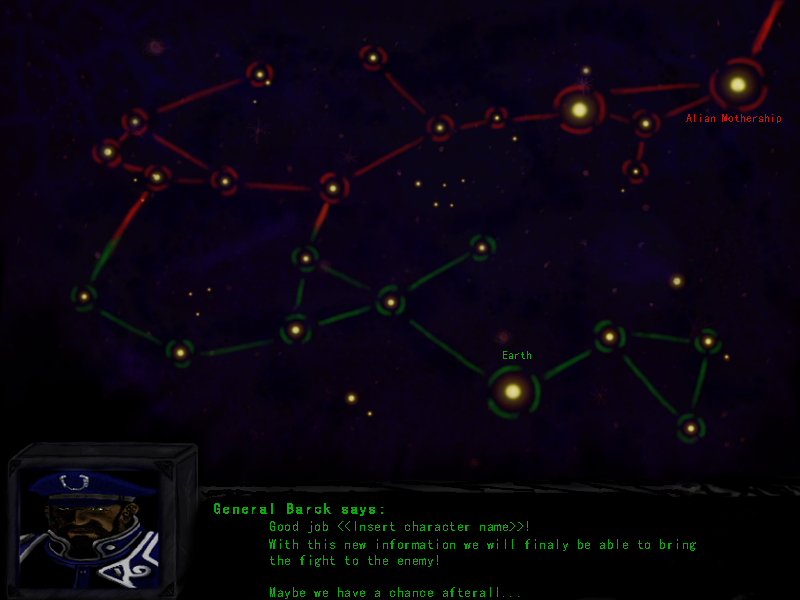 Alian Mothership
Earth
General Barck says:
Good job <<Insert character name>>!
With this new information we will finaly be able to bring
the fight to the enemy!
Maybe we have a chance afterall...